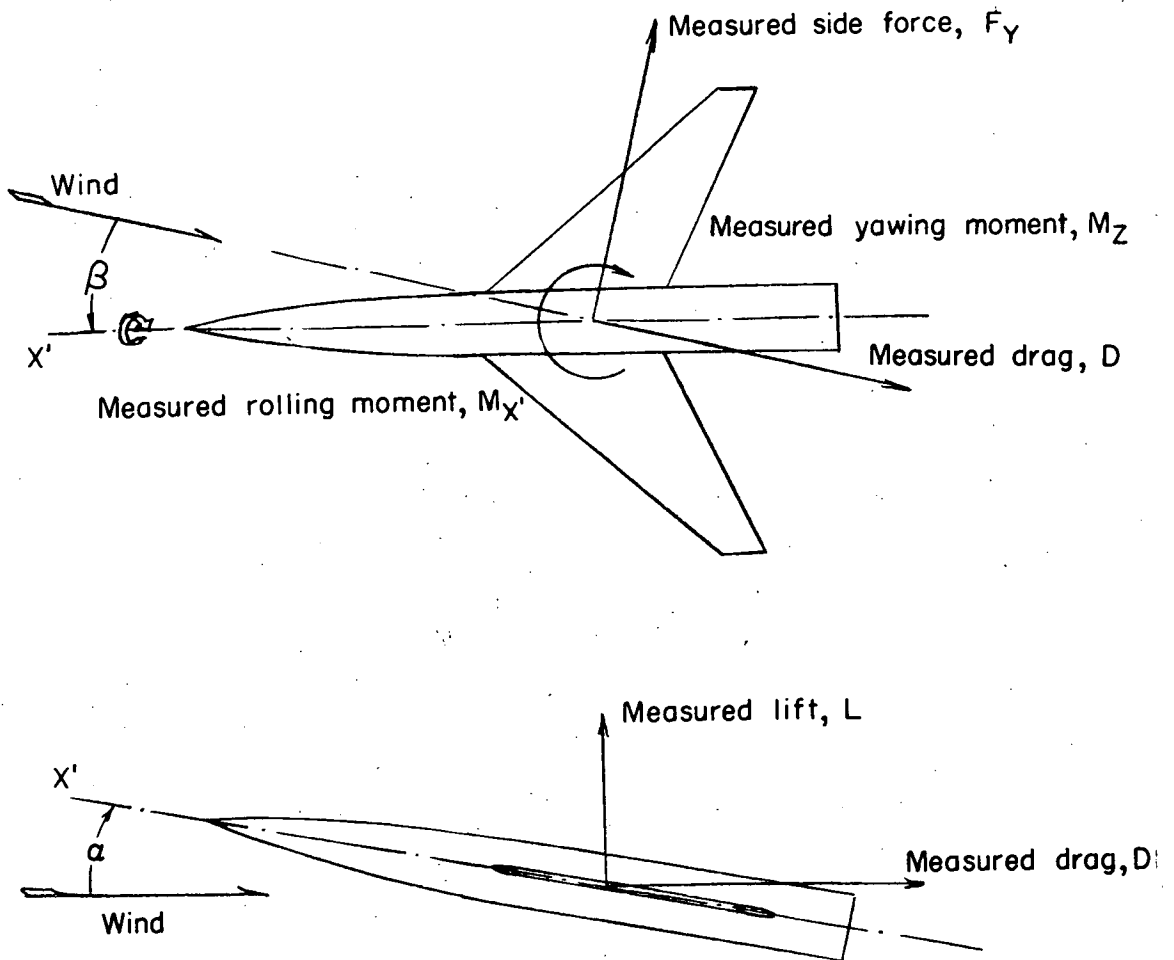 Measured side force, F_Y
Wind
Measured yawing moment, M_Z
β
X'
Measured drag, D
Measured rolling moment, M_X'
Measured lift, L
X'
α
Measured drag, D
Wind